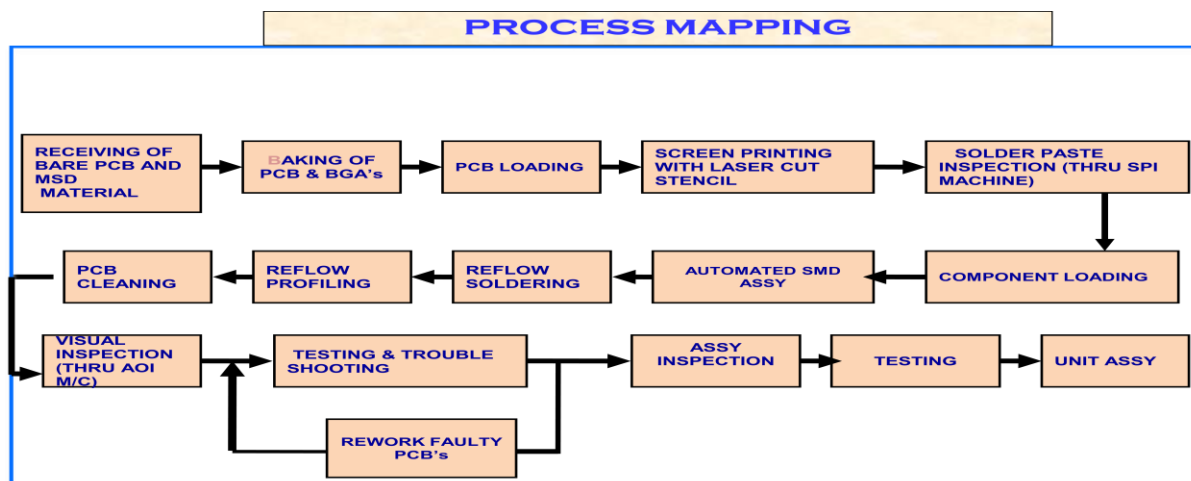 PROCESS MAPPING
RECEIVING OF
BARE PCB AND
MSD
MATERIAL
BAKING OF
PCB & BGA's
PCB LOADING
SCREEN PRINTING
WITH LASER CUT
STENCIL
SOLDER PASTE
INSPECTION (THRU SPI
MACHINE)
COMPONENT LOADING
AUTOMATED SMD
ASSY
REFLOW
SOLDERING
REFLOW
PROFILING
PCB
CLEANING
VISUAL
INSPECTION
(THRU AOI
M/C)
TESTING & TROUBLE
SHOOTING
REWORK FAULTY
PCB's
ASSY
INSPECTION
TESTING
UNIT ASSY